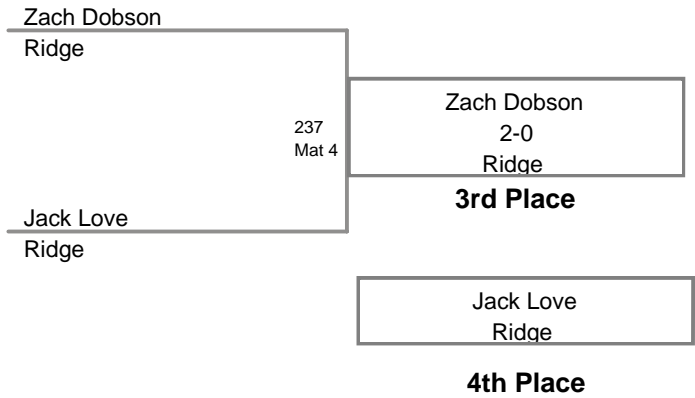 Zach Dobson
Ridge
237
Mat 4
Zach Dobson
2-0
Ridge
3rd Place
Jack Love
Ridge
Jack Love
Ridge
4th Place